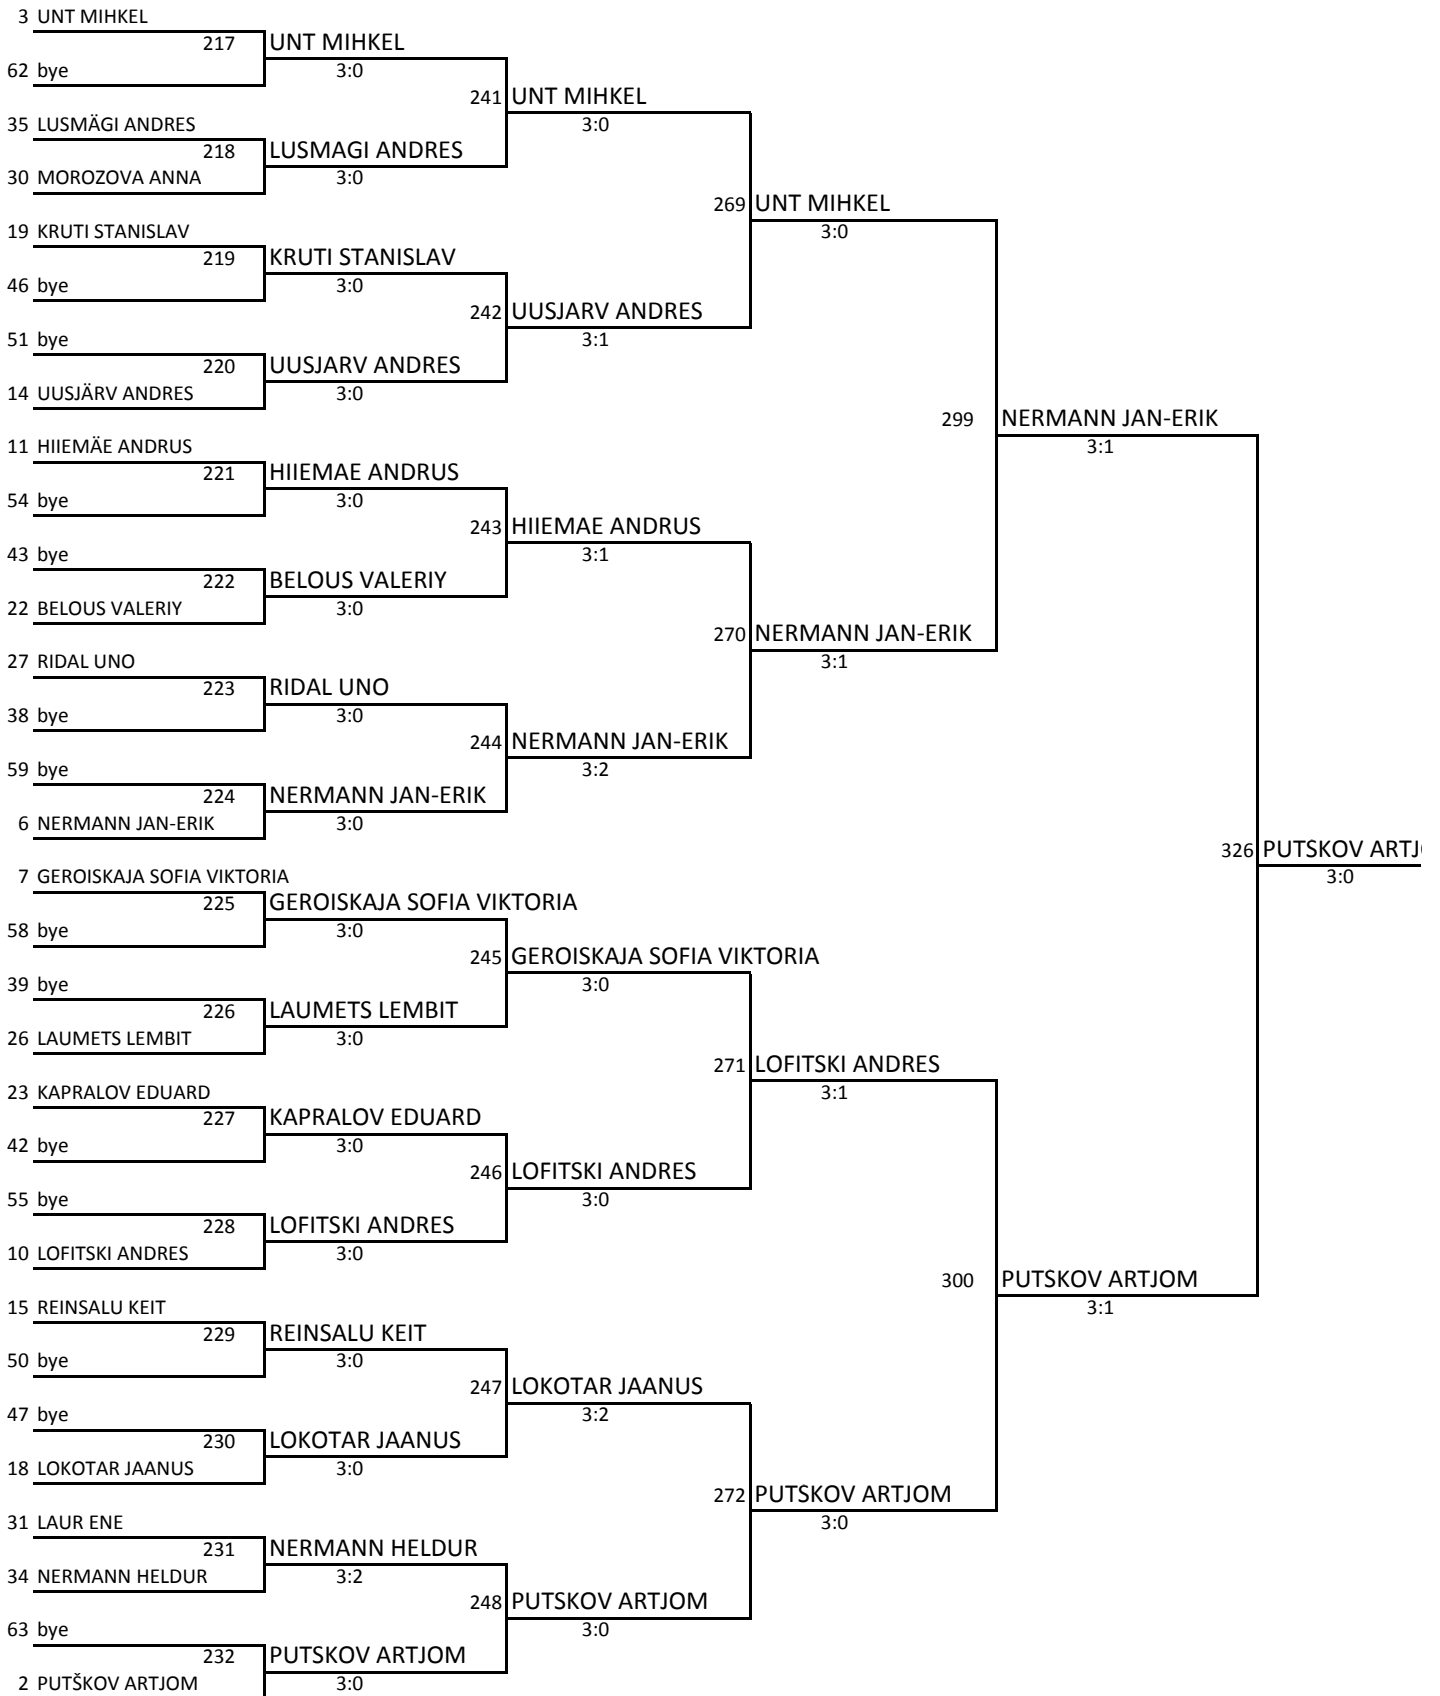 3 UNT MIHKEL
217 UNT MIHKEL
62 bye 3:0
241 UNT MIHKEL
35 LUSMÄGI ANDRES 3:0
218 LUSMAGI ANDRES
30 MOROZOVA ANNA 3:0
269 UNT MIHKEL
19 KRUTI STANISLAV 3:0
219 KRUTI STANISLAV
46 bye 3:0
242 UUSJARV ANDRES
51 bye 3:1
220 UUSJARV ANDRES
14 UUSJÄRV ANDRES 3:0
299 NERMANN JAN-ERIK
11 HIIEMÄE ANDRUS 3:1
221 HIIEMAE ANDRUS
54 bye 3:0
243 HIIEMAE ANDRUS
43 bye 3:1
222 BELOUS VALERIY
22 BELOUS VALERIY 3:0
270 NERMANN JAN-ERIK
27 RIDAL UNO 3:1
223 RIDAL UNO
38 bye 3:0
244 NERMANN JAN-ERIK
59 bye 3:2
224 NERMANN JAN-ERIK
6 NERMANN JAN-ERIK 3:0
326 PUTSKOV ARTJ
7 GEROISKAJA SOFIA VIKTORIA 3:0
225 GEROISKAJA SOFIA VIKTORIA
58 bye 3:0
245 GEROISKAJA SOFIA VIKTORIA
39 bye 3:0
226 LAUMETS LEMBIT
26 LAUMETS LEMBIT 3:0
271 LOFITSKI ANDRES
23 KAPRALOV EDUARD 3:1
227 KAPRALOV EDUARD
42 bye 3:0
246 LOFITSKI ANDRES
55 bye 3:0
228 LOFITSKI ANDRES
10 LOFITSKI ANDRES 3:0
300 PUTSKOV ARTJOM
15 REINSALU KEIT 3:1
229 REINSALU KEIT
50 bye 3:0
247 LOKOTAR JAANUS
47 bye 3:2
230 LOKOTAR JAANUS
18 LOKOTAR JAANUS 3:0
272 PUTSKOV ARTJOM
31 LAUR ENE 3:0
231 NERMANN HELDUR
34 NERMANN HELDUR 3:2
248 PUTSKOV ARTJOM
63 bye 3:0
232 PUTSKOV ARTJOM
2 PUTŠKOV ARTJOM 3:0